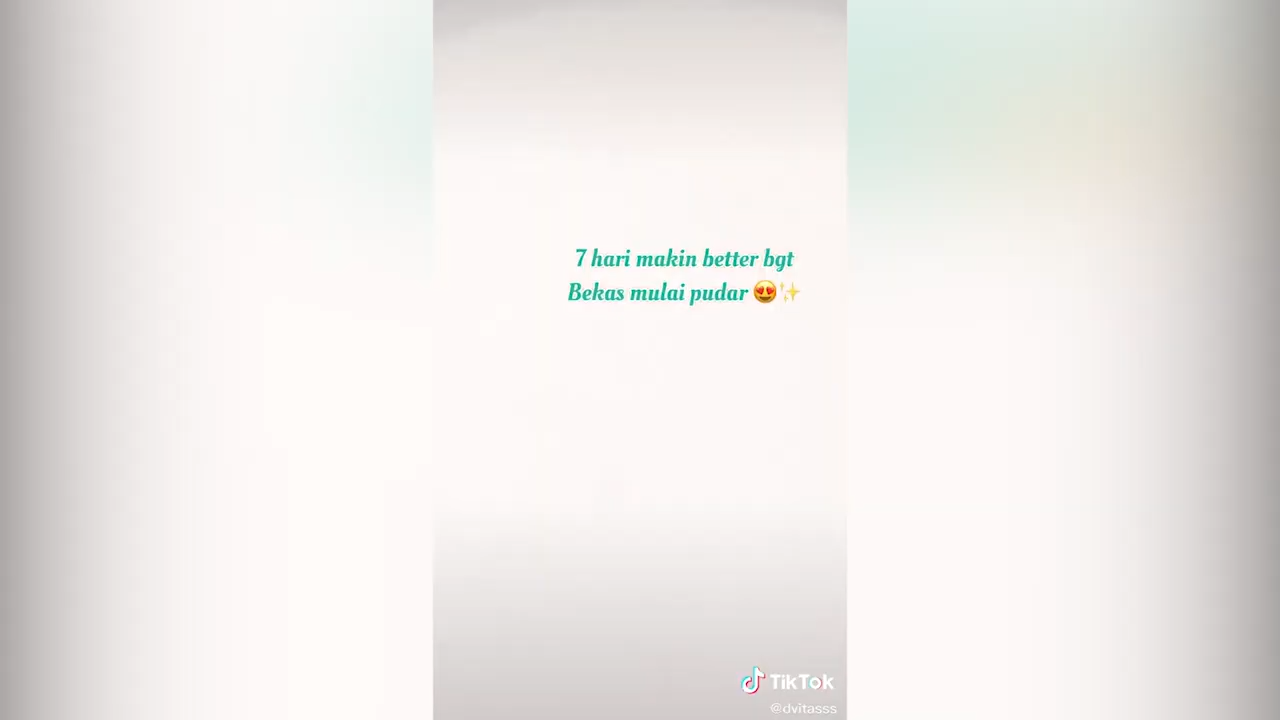 7 hari makin better bgt
Bekas mulai pudar 😍✨
TikTok
@dvitasss